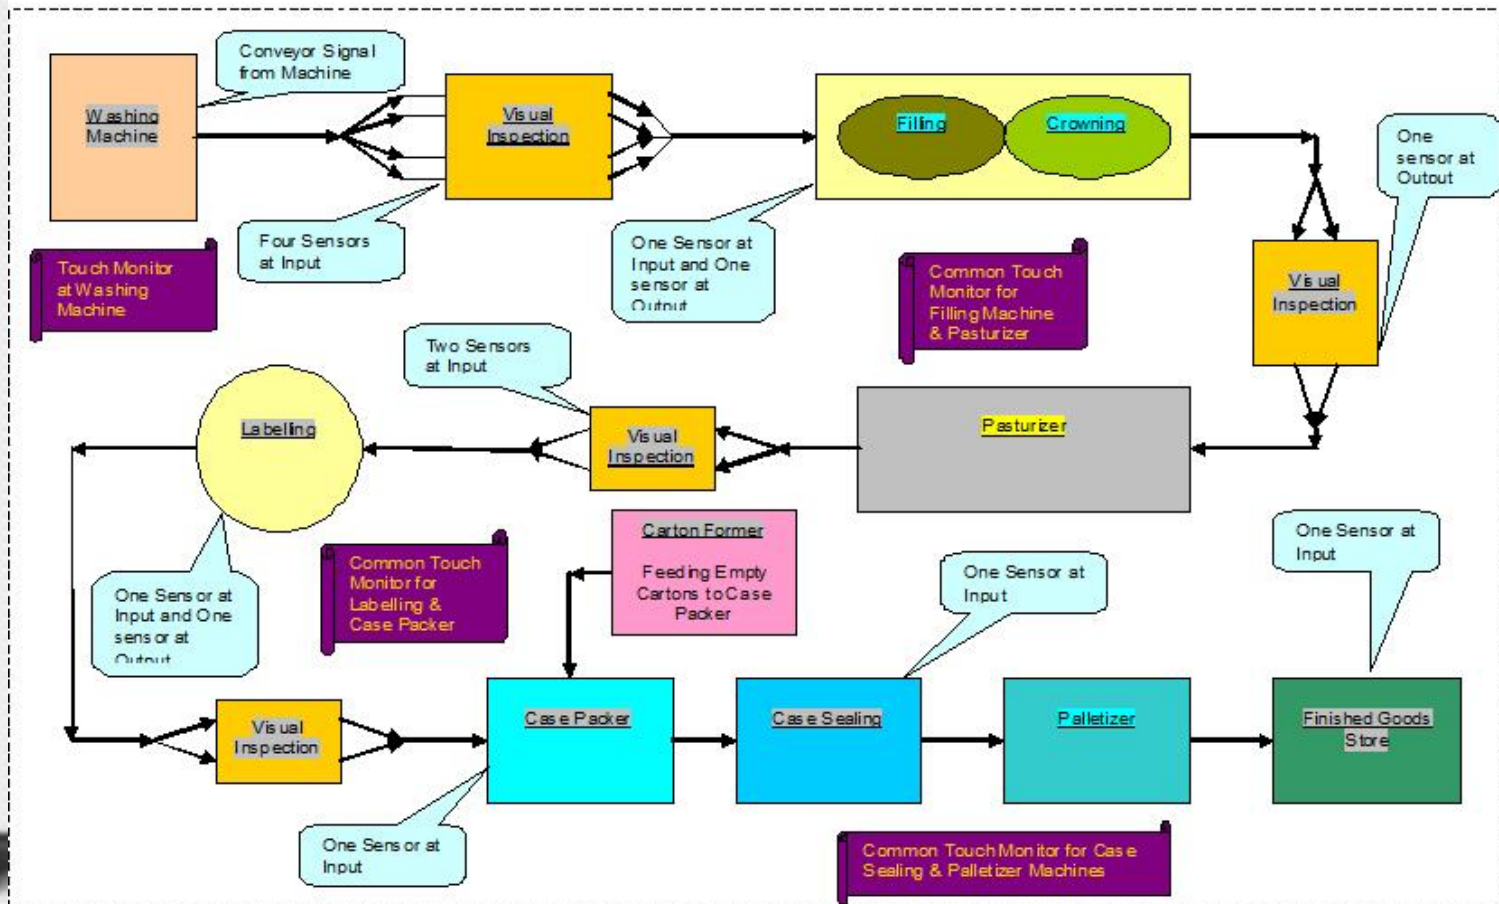 Conveyor Signal
from Machine
Washing
Machine
Visual
Inspection
Filling
Crowning
One
sensor at
Output
Four Sensors
at Input
One Sensor at
Input and One
sensor at
Output
Touch Monitor
at Washing
Machine
Common Touch
Monitor for
Filling Machine
& Pasturizer
Visual
Inspection
Two Sensors
at Input
Labelling
Visual
Inspection
Pasturizer
Carton Former
Feeding Empty
Cartons to Case
Packer
One Sensor at
Input
One Sensor at
Input
Common Touch
Monitor for
Labelling &
Case Packer
One Sensor at
Input and One
sensor at
Output
Visual
Inspection
Case Packer
Case Sealing
Palletizer
Finished Goods
Store
One Sensor at
Input
Common Touch Monitor for Case
Sealing & Palletizer Machines